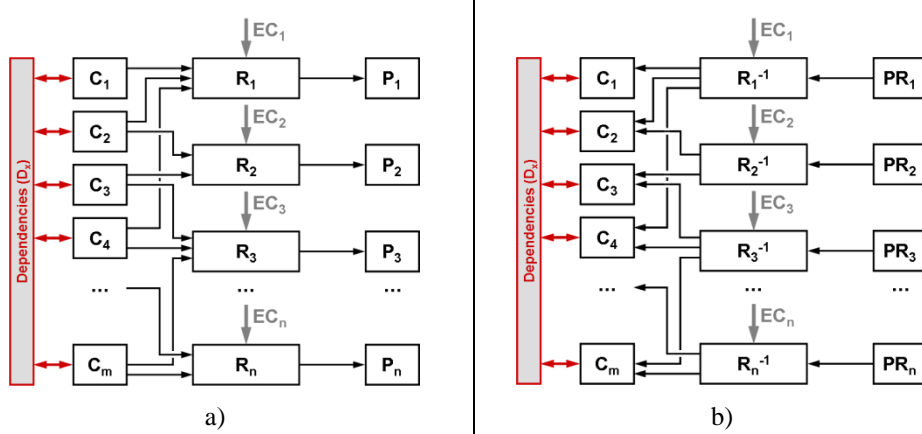 EC₁
C₁ R₁ P₁
EC₂
C₂ R₂ P₂
EC₃
C₃
C₄ R₃ P₃
... ... ...
ECₙ
Cₘ Rₙ Pₙ
Dependencies (Dₓ)
a)
EC₁
C₁ R₁⁻¹ PR₁
EC₂
C₂ R₂⁻¹ PR₂
EC₃
C₃
C₄ R₃⁻¹ PR₃
... ... ...
ECₙ
Cₘ Rₙ⁻¹ PRₙ
Dependencies (Dₓ)
b)